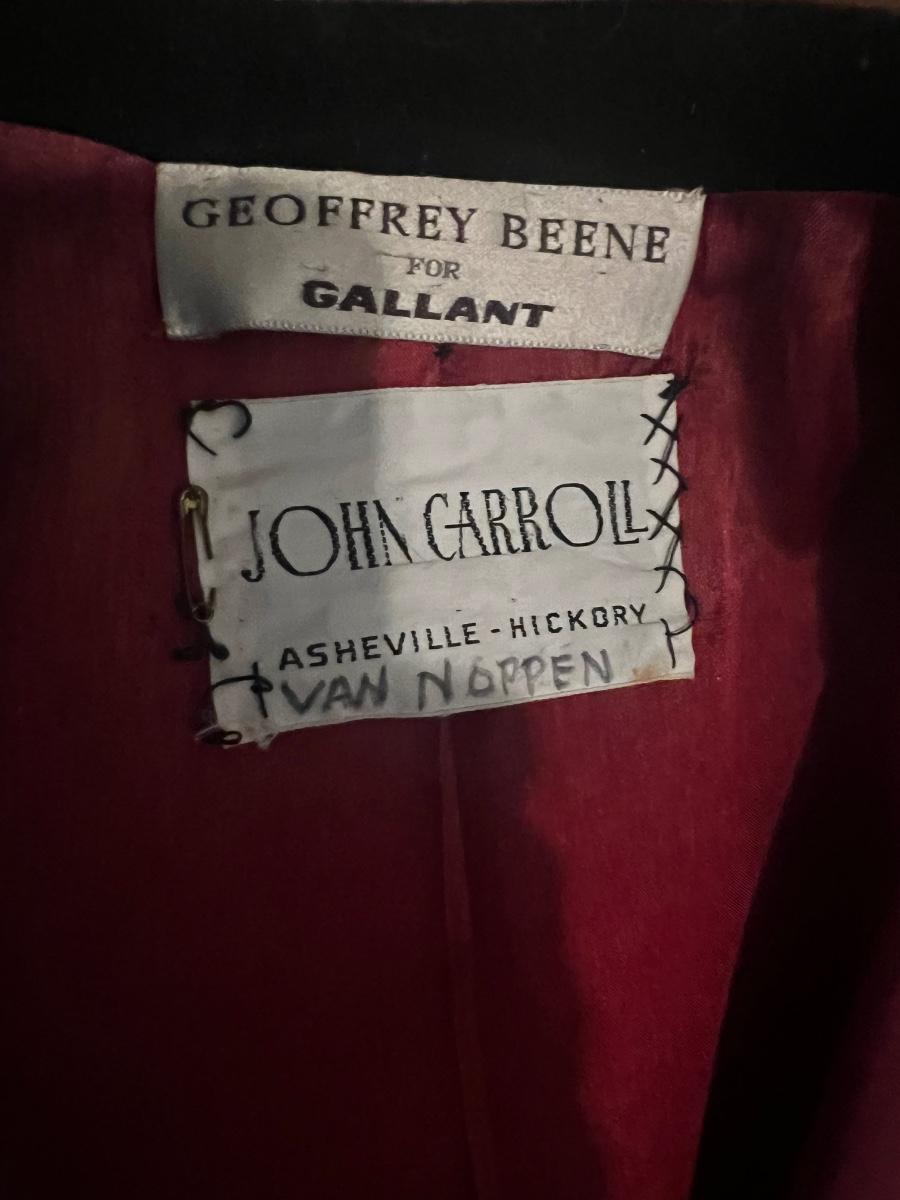 GEOFFREY BEENE
FOR
GALLANT
JOHN CARROLL
ASHEVILLE - HICKORY
VAN NOPPEN